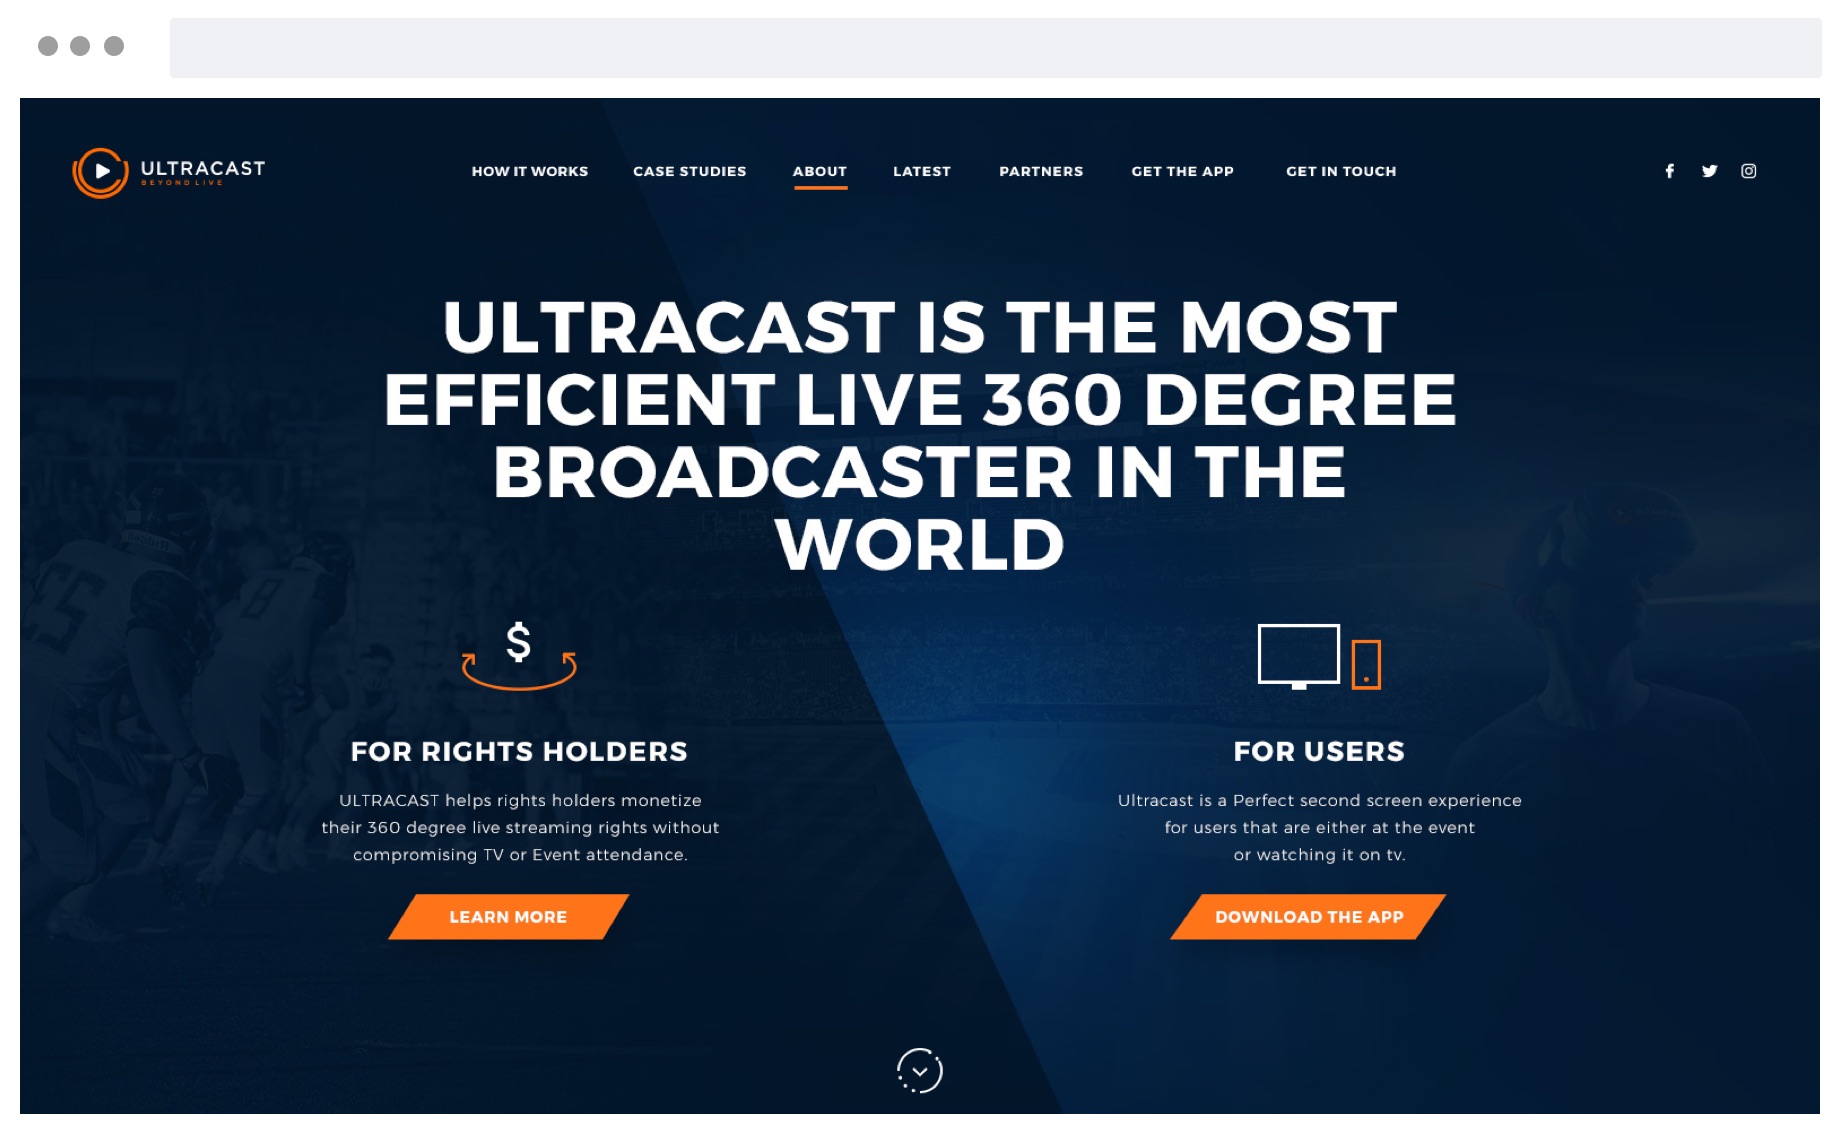 ULTRACAST
BEYOND LIVE
HOW IT WORKS
CASE STUDIES
ABOUT
LATEST
PARTNERS
GET THE APP
GET IN TOUCH
ULTRACAST IS THE MOST
EFFICIENT LIVE 360 DEGREE
BROADCASTER IN THE
WORLD
$
FOR RIGHTS HOLDERS
ULTRACAST helps rights holders monetize
their 360 degree live streaming rights without
compromising TV or Event attendance.
LEARN MORE
FOR USERS
Ultracast is a Perfect second screen experience
for users that are either at the event
or watching it on tv.
DOWNLOAD THE APP